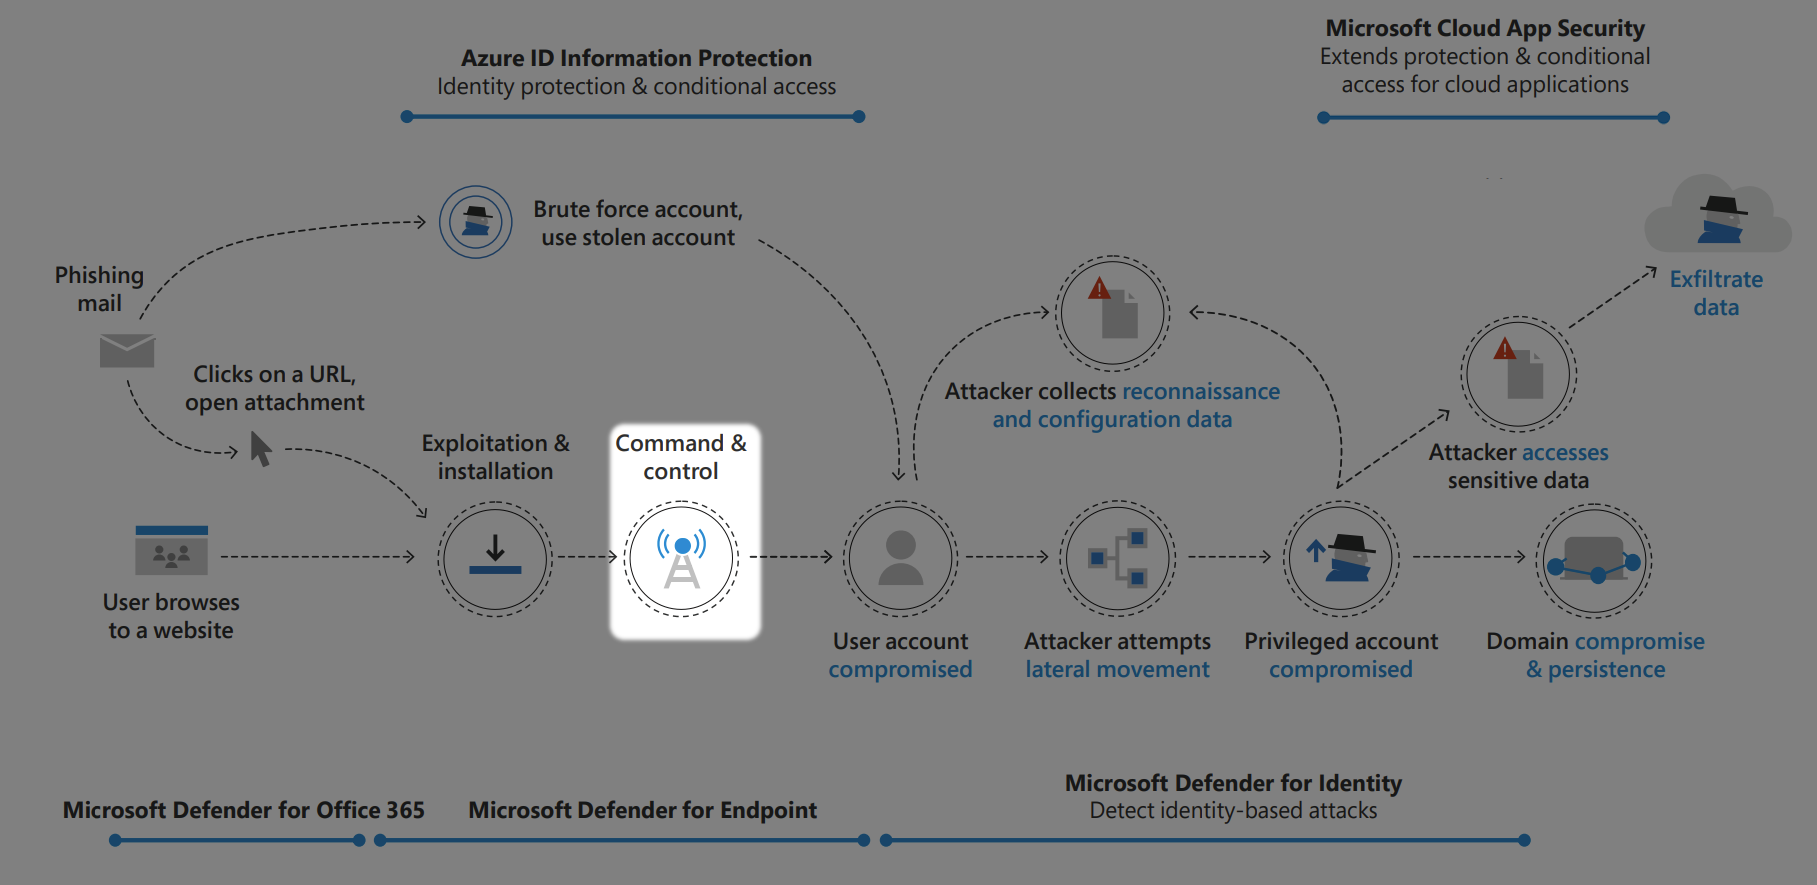 Azure ID Information Protection
Identity protection & conditional access
Microsoft Cloud App Security
Extends protection & conditional
access for cloud applications
Brute force account,
use stolen account
Phishing
mail
Clicks on a URL,
open attachment
Exploitation &
installation
Command &
control
Attacker collects reconnaissance
and configuration data
Exfiltrate
data
Attacker accesses
sensitive data
User browses
to a website
User account
compromised
Attacker attempts
lateral movement
Privileged account
compromised
Domain compromise
& persistence
Microsoft Defender for Office 365
Microsoft Defender for Endpoint
Microsoft Defender for Identity
Detect identity-based attacks